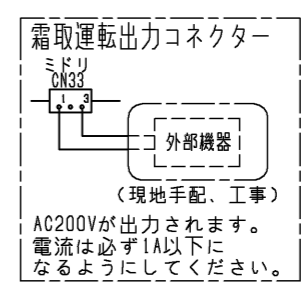 霜取運転出力コネクター
ミドリ
CN33
1 3
外部機器
(現地手配、工事)
AC200Vが出力されます。
電流は必ず1A以下に
なるようにしてください。